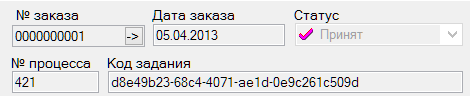 № заказа Дата заказа Статус
0000000001 -> 05.04.2013 Принят
№ процесса Код задания
421 d8e49b23-68c4-4071-ae1d-0e9c261c509d